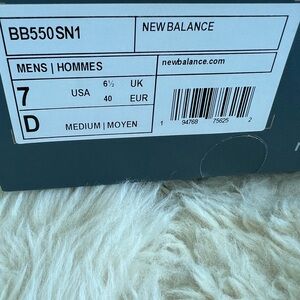 BB550SN1
NEW BALANCE
MENS | HOMMES
newbalance.com
7 USA 6½ UK
40 EUR
D MEDIUM | MOYEN
1 94768 75625 2